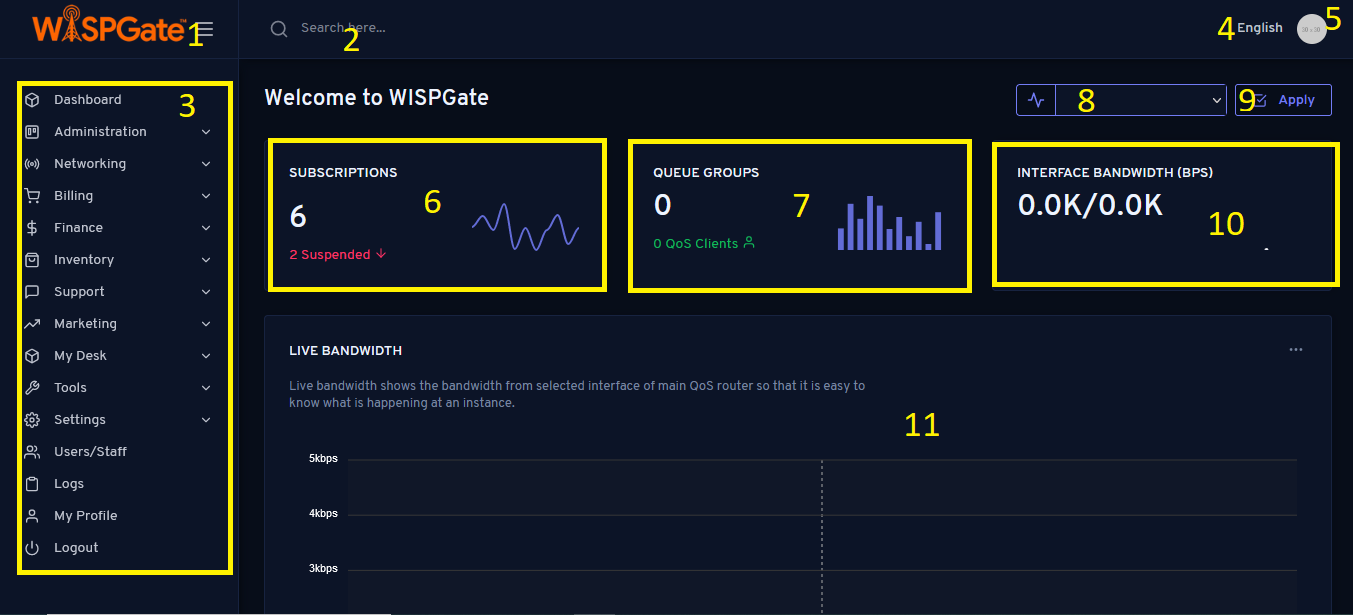 WISPGate™
1
Search here...
2
4
English
5
3
Dashboard
Administration
Networking
Billing
Finance
Inventory
Support
Marketing
My Desk
Tools
Settings
Users/Staff
Logs
My Profile
Logout
Welcome to WISPGate
8
9
Apply
SUBSCRIPTIONS
6
6
2 Suspended
QUEUE GROUPS
0
7
0 QoS Clients
INTERFACE BANDWIDTH (BPS)
0.0K/0.0K
10
LIVE BANDWIDTH
Live bandwidth shows the bandwidth from selected interface of main QoS router so that it is easy to
know what is happening at an instance.
11
5kbps
4kbps
3kbps